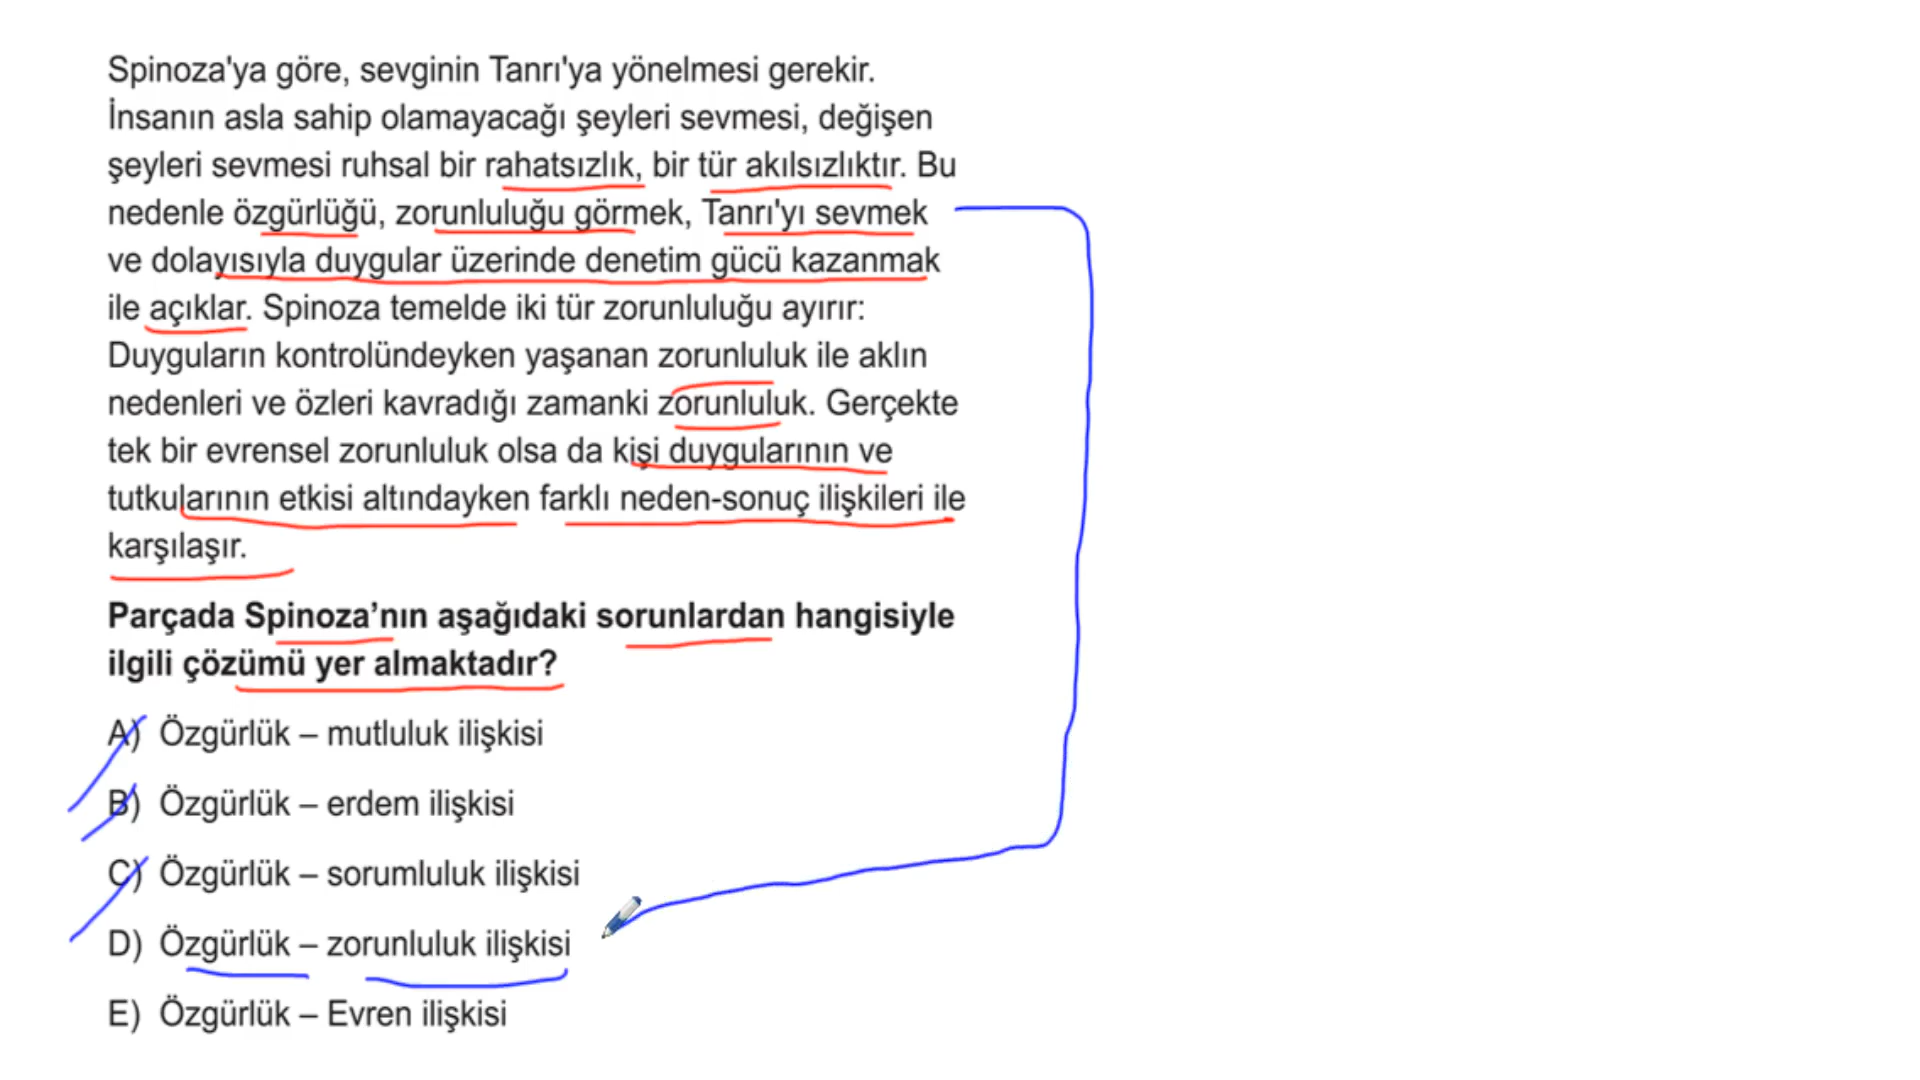 Spinoza'ya göre, sevginin Tanrı'ya yönelmesi gerekir.
İnsanın asla sahip olamayacağı şeyleri sevmesi, değişen
şeyleri sevmesi ruhsal bir rahatsızlık, bir tür akılsızlıktır. Bu
nedenle özgürlüğü, zorunluluğu görmek, Tanrı'yı sevmek
ve dolayısıyla duygular üzerinde denetim gücü kazanmak
ile açıklar. Spinoza temelde iki tür zorunluluğu ayırır:
Duyguların kontrolündeyken yaşanan zorunluluk ile aklın
nedenleri ve özleri kavradığı zamanki zorunluluk. Gerçekte
tek bir evrensel zorunluluk olsa da kişi duygularının ve
tutkularının etkisi altındayken farklı neden-sonuç ilişkileri ile
karşılaşır.
Parçada Spinoza’nın aşağıdaki sorunlardan hangisiyle
ilgili çözümü yer almaktadır?
A) Özgürlük – mutluluk ilişkisi
B) Özgürlük – erdem ilişkisi
C) Özgürlük – sorumluluk ilişkisi
D) Özgürlük – zorunluluk ilişkisi
E) Özgürlük – Evren ilişkisi